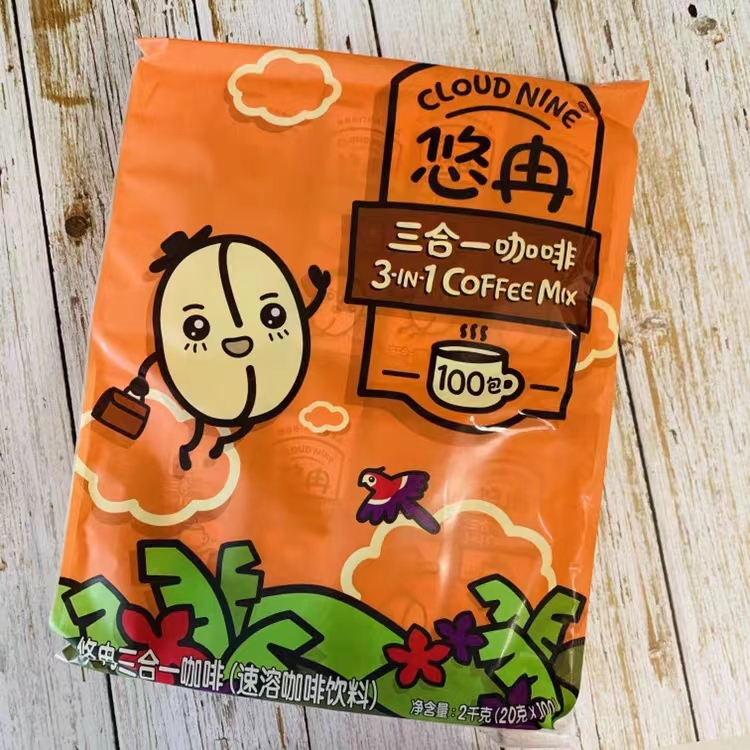 CLOUD NINE®
悠冉
三合一咖啡
3-IN-1 COFFEE MIX
100包
悠冉三合一咖啡(速溶咖啡饮料)
净含量:2千克(20克×100